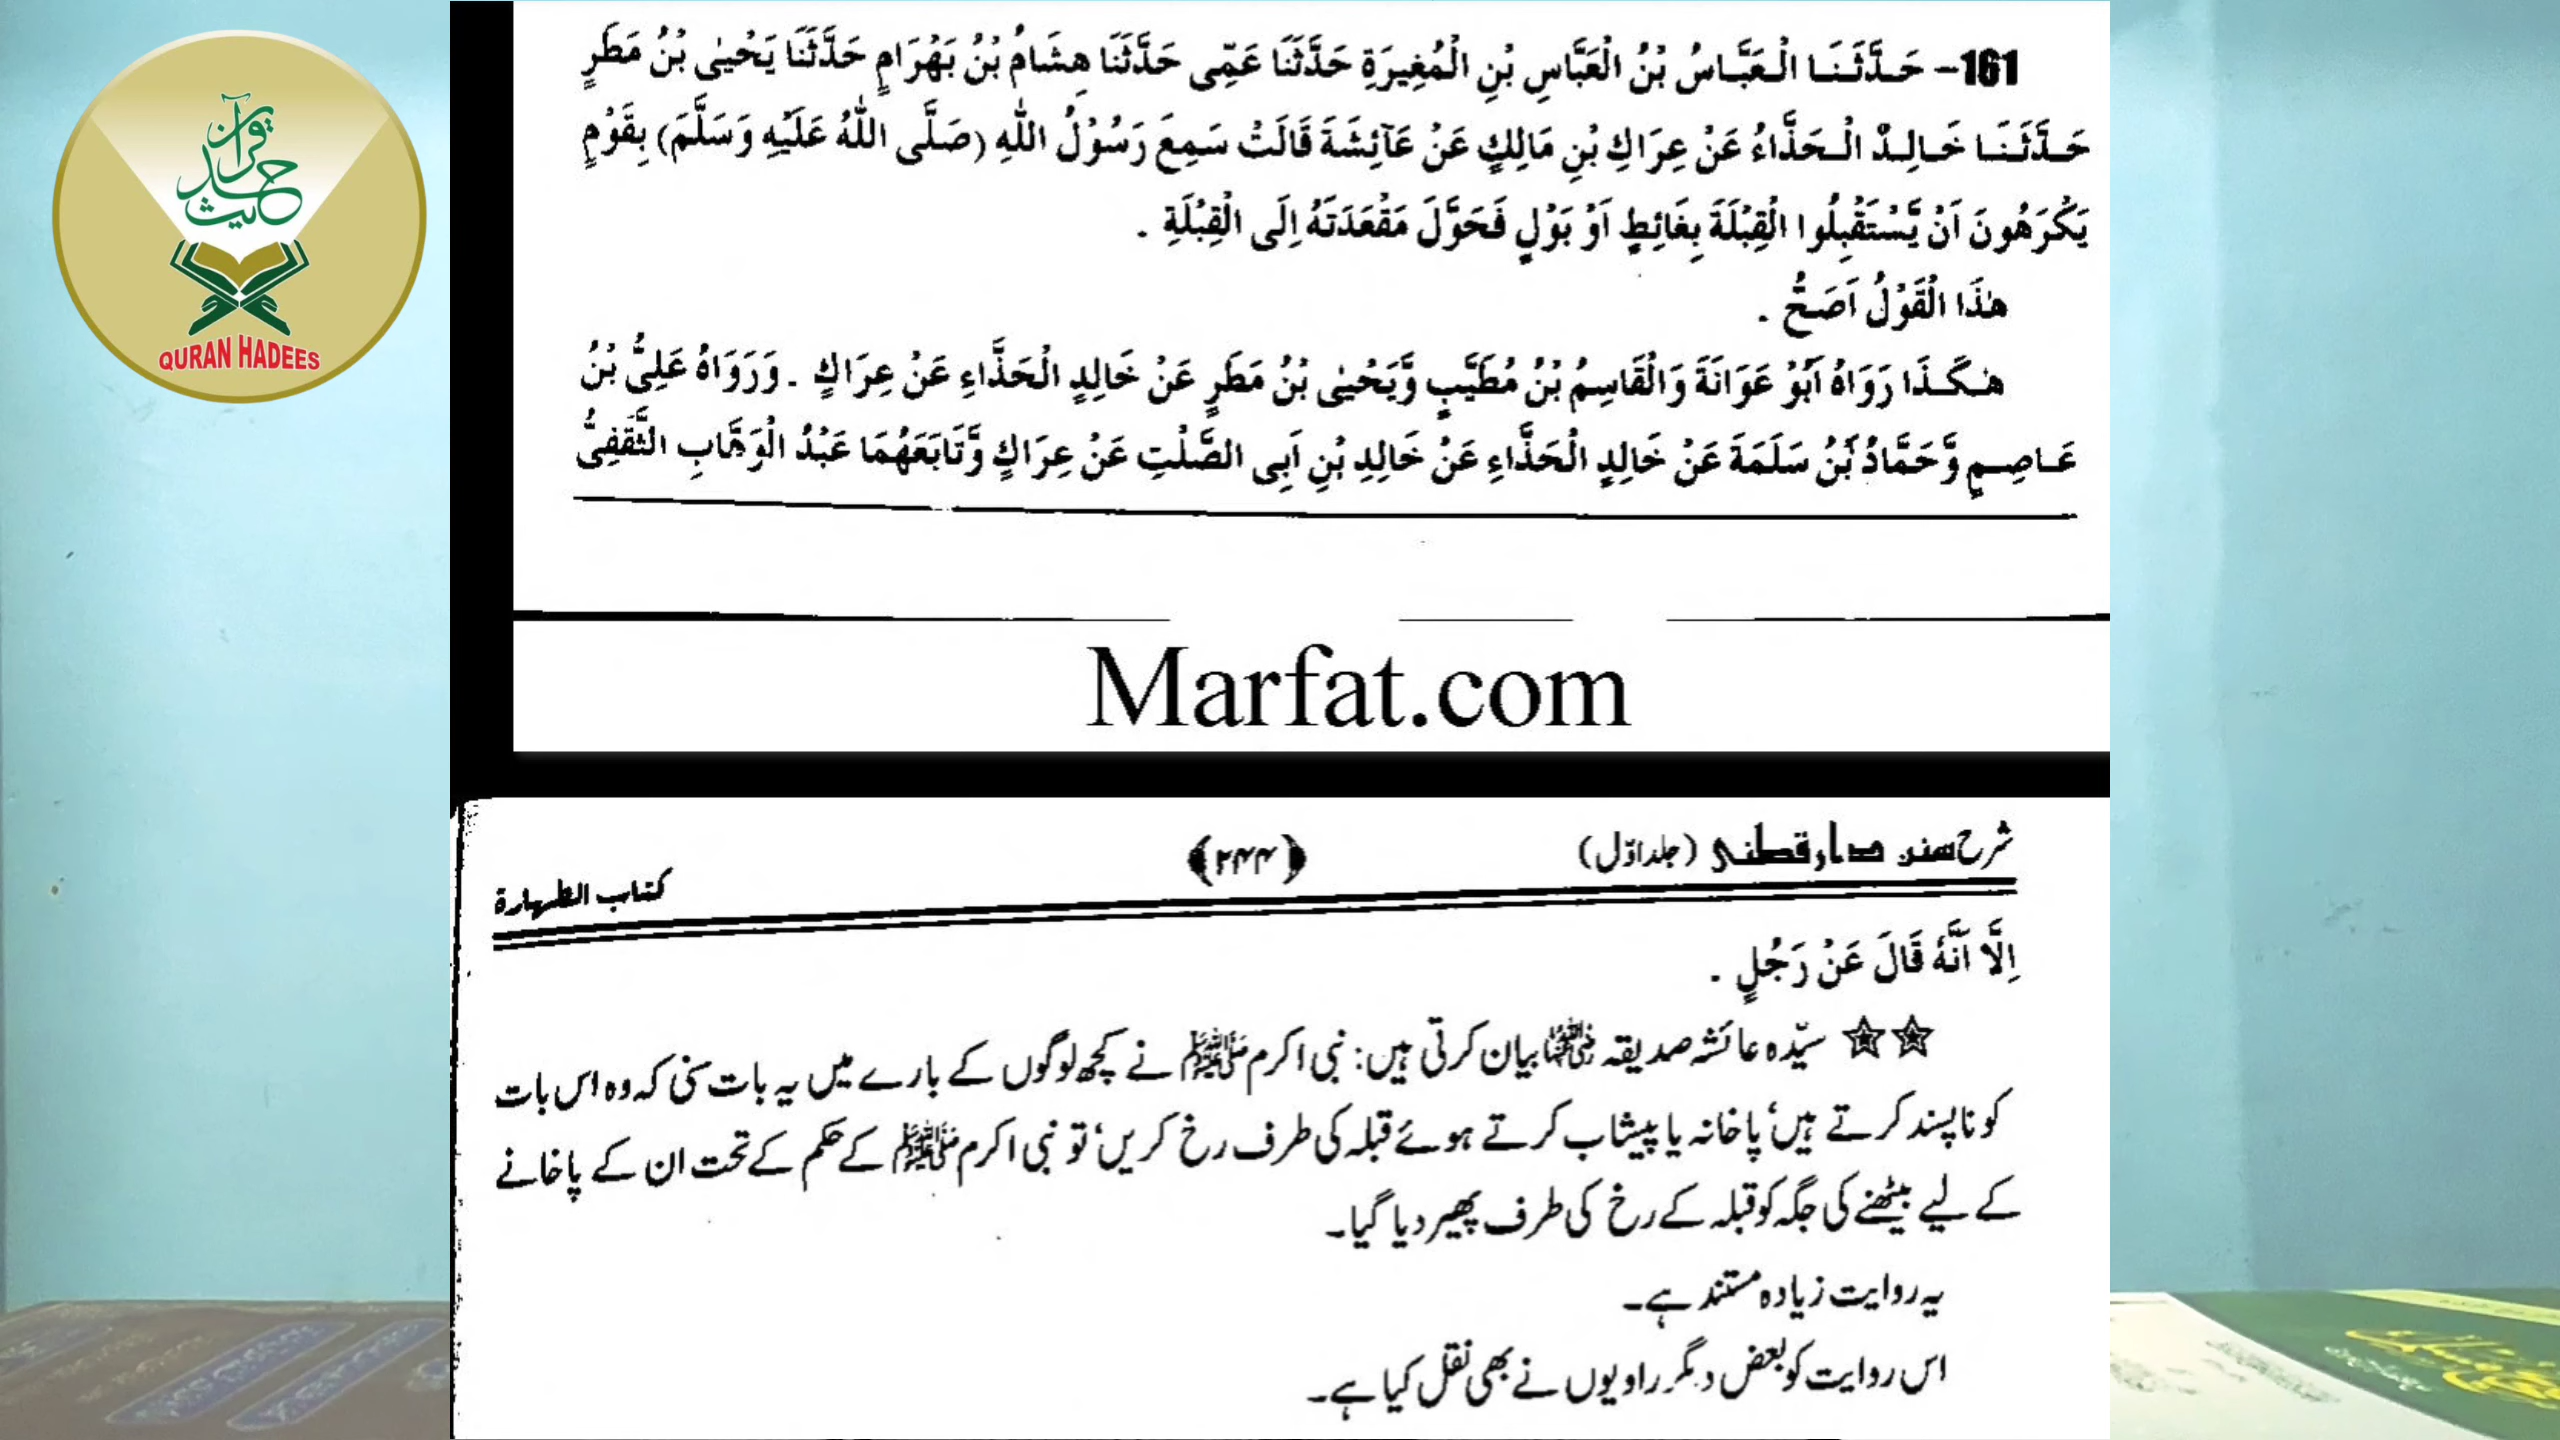 قرآن
حدیث
QURAN HADEES
161- حَدَّثَنَا الْعَبَّاسُ بْنُ الْعَبَّاسِ بْنِ الْمُغِيرَةِ حَدَّثَنَا عَمِّى حَدَّثَنَا هِشَامُ بْنُ بَهْرَامٍ حَدَّثَنَا يَحْيٰى بْنُ مَطَرٍ
حَدَّثَنَا خَالِدٌ الْحَذَّاءُ عَنْ عِرَاكِ بْنِ مَالِكٍ عَنْ عَآئِشَةَ قَالَتْ سَمِعَ رَسُوْلُ اللّٰهِ (صَلَّى اللّٰهُ عَلَيْهِ وَسَلَّمَ) بِقَوْمٍ
يَكْرَهُونَ اَنْ يَّسْتَقْبِلُوا الْقِبْلَةَ بِغَائِطٍ اَوْ بَوْلٍ فَحَوَّلَ مَقْعَدَتَهُ اِلَى الْقِبْلَةِ .
هٰذَا الْقَوْلُ اَصَحُّ .
هٰكَذَا رَوَاهُ اَبُوْ عَوَانَةَ وَالْقَاسِمُ بْنُ مُطَيَّبٍ وَّيَحْيٰى بْنُ مَطَرٍ عَنْ خَالِدٍ الْحَذَّاءِ عَنْ عِرَاكٍ . وَرَوَاهُ عَلِىُّ بْنُ
عَاصِمٍ وَّحَمَّادُ بْنُ سَلَمَةَ عَنْ خَالِدٍ الْحَذَّاءِ عَنْ خَالِدِ بْنِ اَبِى الصَّلْتِ عَنْ عِرَاكٍ وَّتَابَعَهُمَا عَبْدُ الْوَهَّابِ الثَّقَفِىُّ
Marfat.com
شرح سنن دارقطنی (جلد اوّل) (۲۴۴) کتاب الطهارة
اِلَّا اَنَّهٗ قَالَ عَنْ رَجُلٍ .
☆☆ سیّدہ عائشہ صدیقہ رضی اللہ عنہا بیان کرتی ہیں: نبی اکرم ﷺ نے کچھ لوگوں کے بارے میں یہ بات سنی کہ وہ اس بات
کو ناپسند کرتے ہیں، پاخانہ یا پیشاب کرتے ہوئے قبلہ کی طرف رخ کریں، تو نبی اکرم ﷺ کے حکم کے تحت ان کے پاخانے
کے لیے بیٹھنے کی جگہ کو قبلہ کے رخ کی طرف پھیر دیا گیا۔
یہ روایت زیادہ مستند ہے۔
اس روایت کو بعض دیگر راویوں نے بھی نقل کیا ہے۔